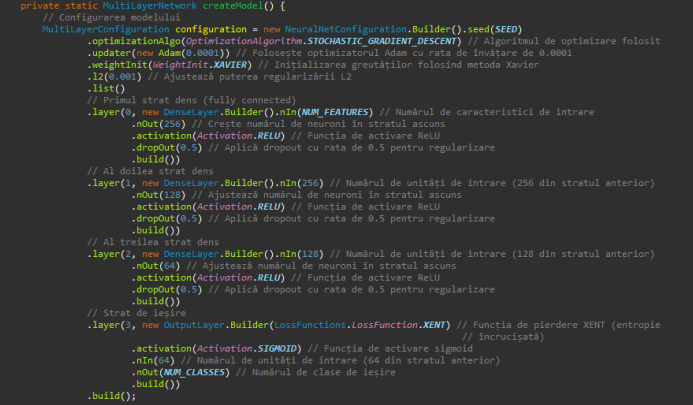 private static MultiLayerNetwork createModel() {
// Configurarea modelului
MultiLayerConfiguration configuration = new NeuralNetConfiguration.Builder().seed(SEED)
.optimizationAlgo(OptimizationAlgorithm.STOCHASTIC_GRADIENT_DESCENT) // Algoritmul de optimizare folosit
.updater(new Adam(0.0001)) // Folosește optimizatorul Adam cu rata de învățare de 0.0001
.weightInit(WeightInit.XAVIER) // Inițializarea greutăților folosind metoda Xavier
.l2(0.001) // Ajustează puterea regularizării L2
.list()
// Primul strat dens (fully connected)
.layer(0, new DenseLayer.Builder().nIn(NUM_FEATURES) // Numărul de caracteristici de intrare
.nOut(256) // Crește numărul de neuroni în stratul ascuns
.activation(Activation.RELU) // Funcția de activare ReLU
.dropOut(0.5) // Aplică dropout cu rata de 0.5 pentru regularizare
.build())
// Al doilea strat dens
.layer(1, new DenseLayer.Builder().nIn(256) // Numărul de unități de intrare (256 din stratul anterior)
.nOut(128) // Ajustează numărul de neuroni în stratul ascuns
.activation(Activation.RELU) // Funcția de activare ReLU
.dropOut(0.5) // Aplică dropout cu rata de 0.5 pentru regularizare
.build())
// Al treilea strat dens
.layer(2, new DenseLayer.Builder().nIn(128) // Numărul de unități de intrare (128 din stratul anterior)
.nOut(64) // Ajustează numărul de neuroni în stratul ascuns
.activation(Activation.RELU) // Funcția de activare ReLU
.dropOut(0.5) // Aplică dropout cu rata de 0.5 pentru regularizare
.build())
// Strat de ieșire
.layer(3, new OutputLayer.Builder(LossFunctions.LossFunction.XENT) // Funcția de pierdere XENT (entropie
// încrucișată)
.activation(Activation.SIGMOID) // Funcția de activare sigmoid
.nIn(64) // Numărul de unități de intrare (64 din stratul anterior)
.nOut(NUM_CLASSES) // Numărul de clase de ieșire
.build())
.build();